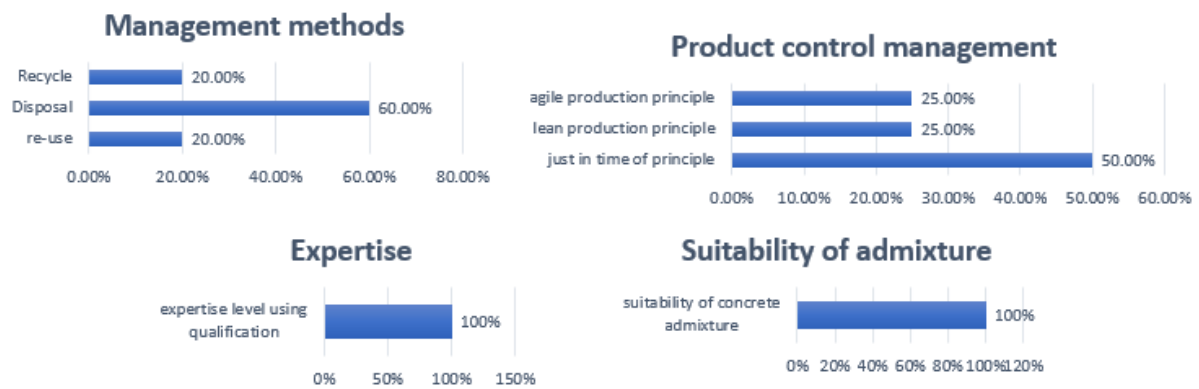 Management methods
Recycle
20.00%
Disposal
60.00%
re-use
20.00%
0.00% 20.00% 40.00% 60.00% 80.00%
Product control management
agile production principle
25.00%
lean production principle
25.00%
just in time of principle
50.00%
0.00% 10.00% 20.00% 30.00% 40.00% 50.00% 60.00%
Expertise
expertise level using
qualification
100%
0% 50% 100% 150%
Suitability of admixture
suitability of concrete
admixture
100%
0% 20% 40% 60% 80% 100% 120%